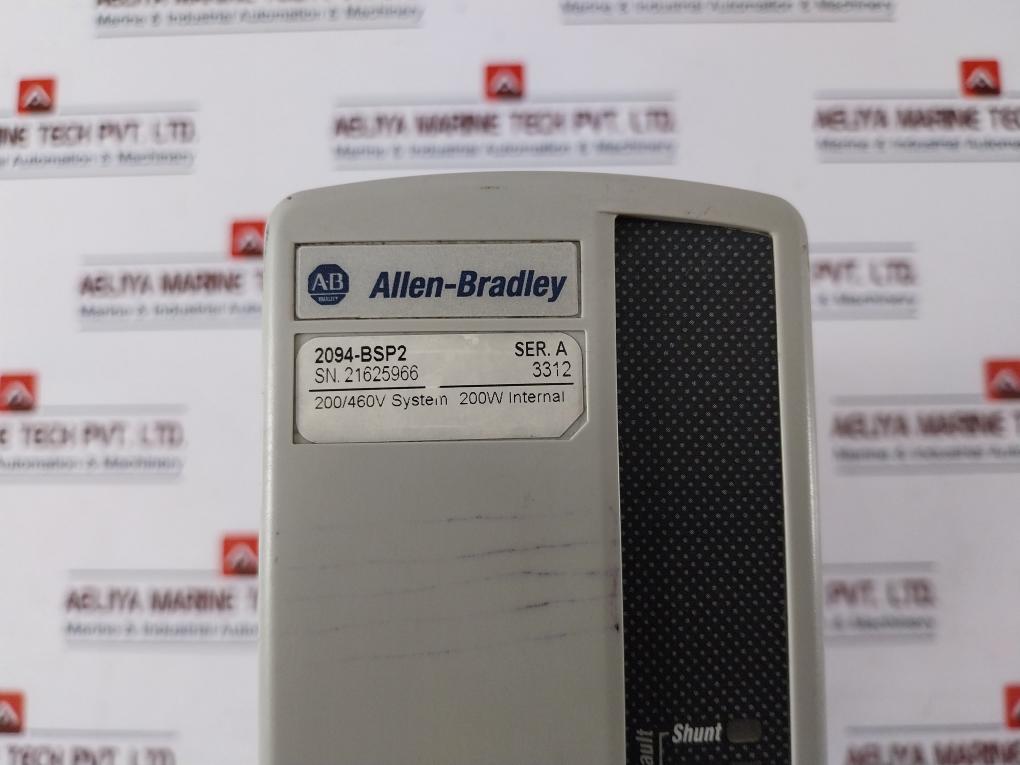 AELIYA MARINE TECH PVT. LTD.
Marine & Industrial Automation & Machinery
AB
Allen-Bradley
2094-BSP2 SER. A
SN. 21625966 3312
200/460V System 200W Internal
Shunt